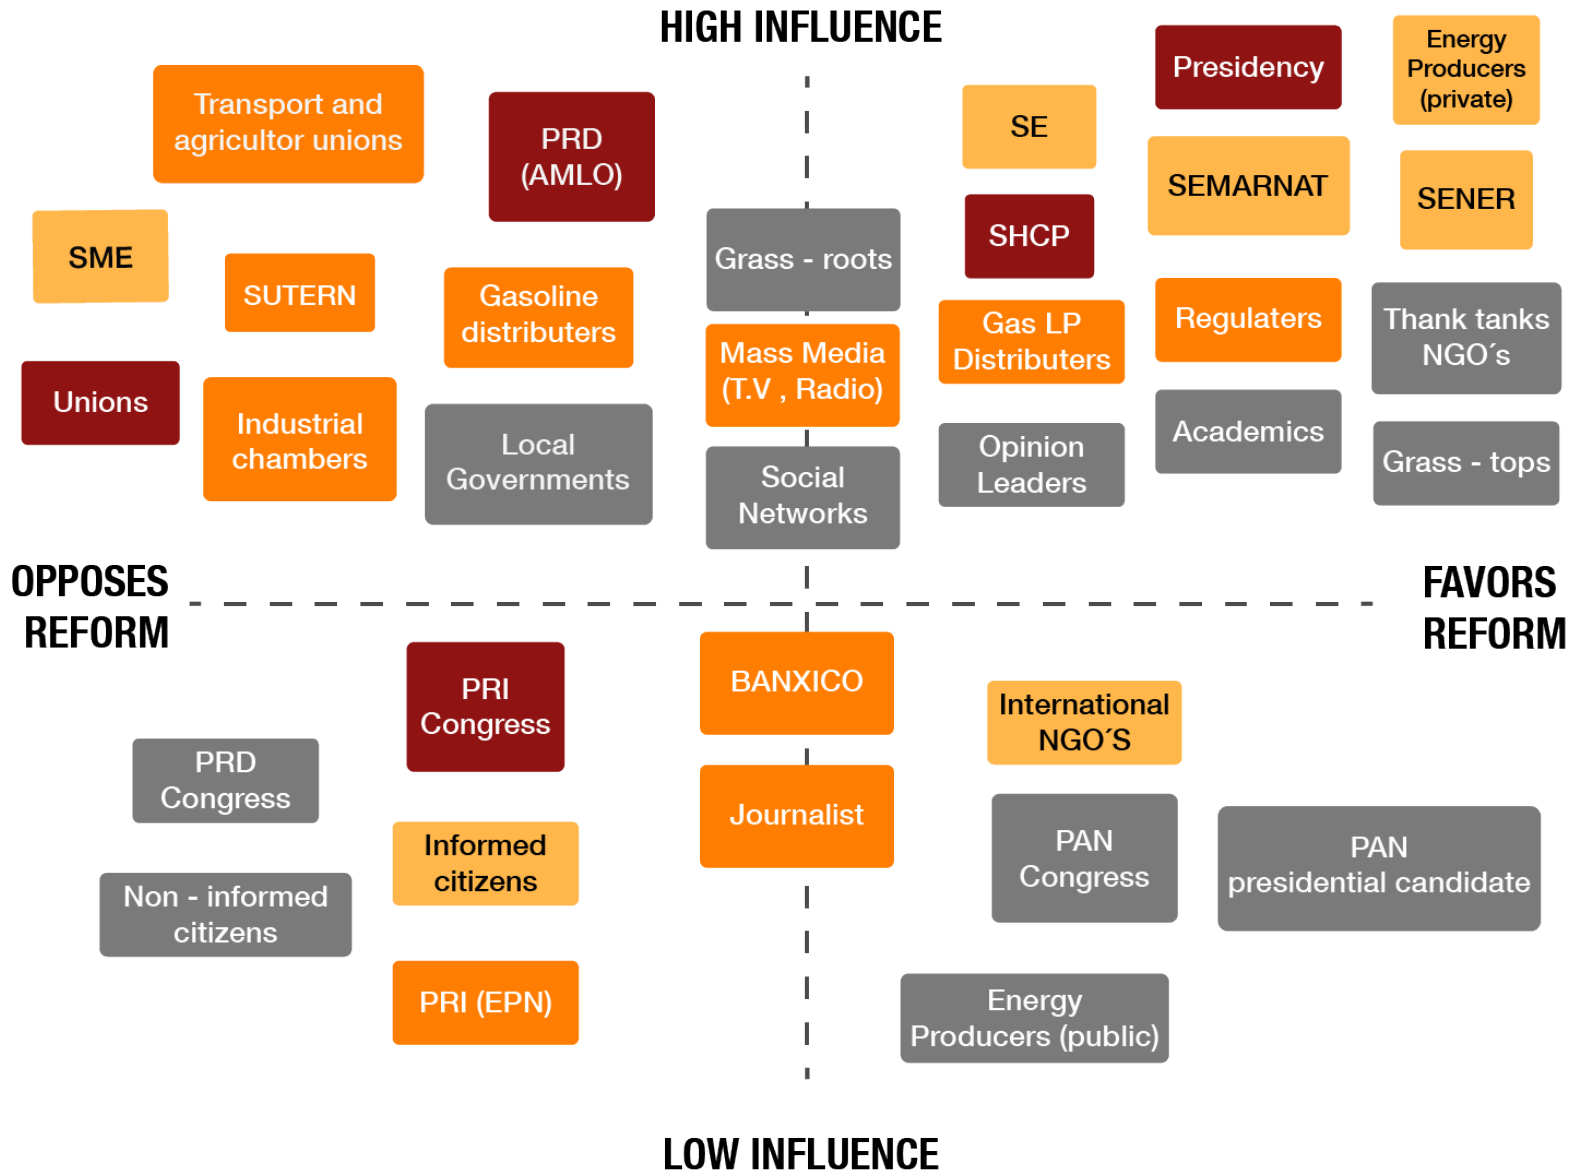 HIGH INFLUENCE
Transport and
agricultor unions
PRD
(AMLO)
SME
SUTERN
Gasoline
distributers
Unions
Industrial
chambers
Local
Governments
Grass - roots
Mass Media
(T.V , Radio)
Social
Networks
SE
Presidency
Energy
Producers
(private)
SHCP
SEMARNAT
SENER
Gas LP
Distributers
Regulaters
Thank tanks
NGO´s
Opinion
Leaders
Academics
Grass - tops
OPPOSES
REFORM
FAVORS
REFORM
PRI
Congress
PRD
Congress
Informed
citizens
Non - informed
citizens
PRI (EPN)
BANXICO
Journalist
International
NGO´S
PAN
Congress
PAN
presidential candidate
Energy
Producers (public)
LOW INFLUENCE